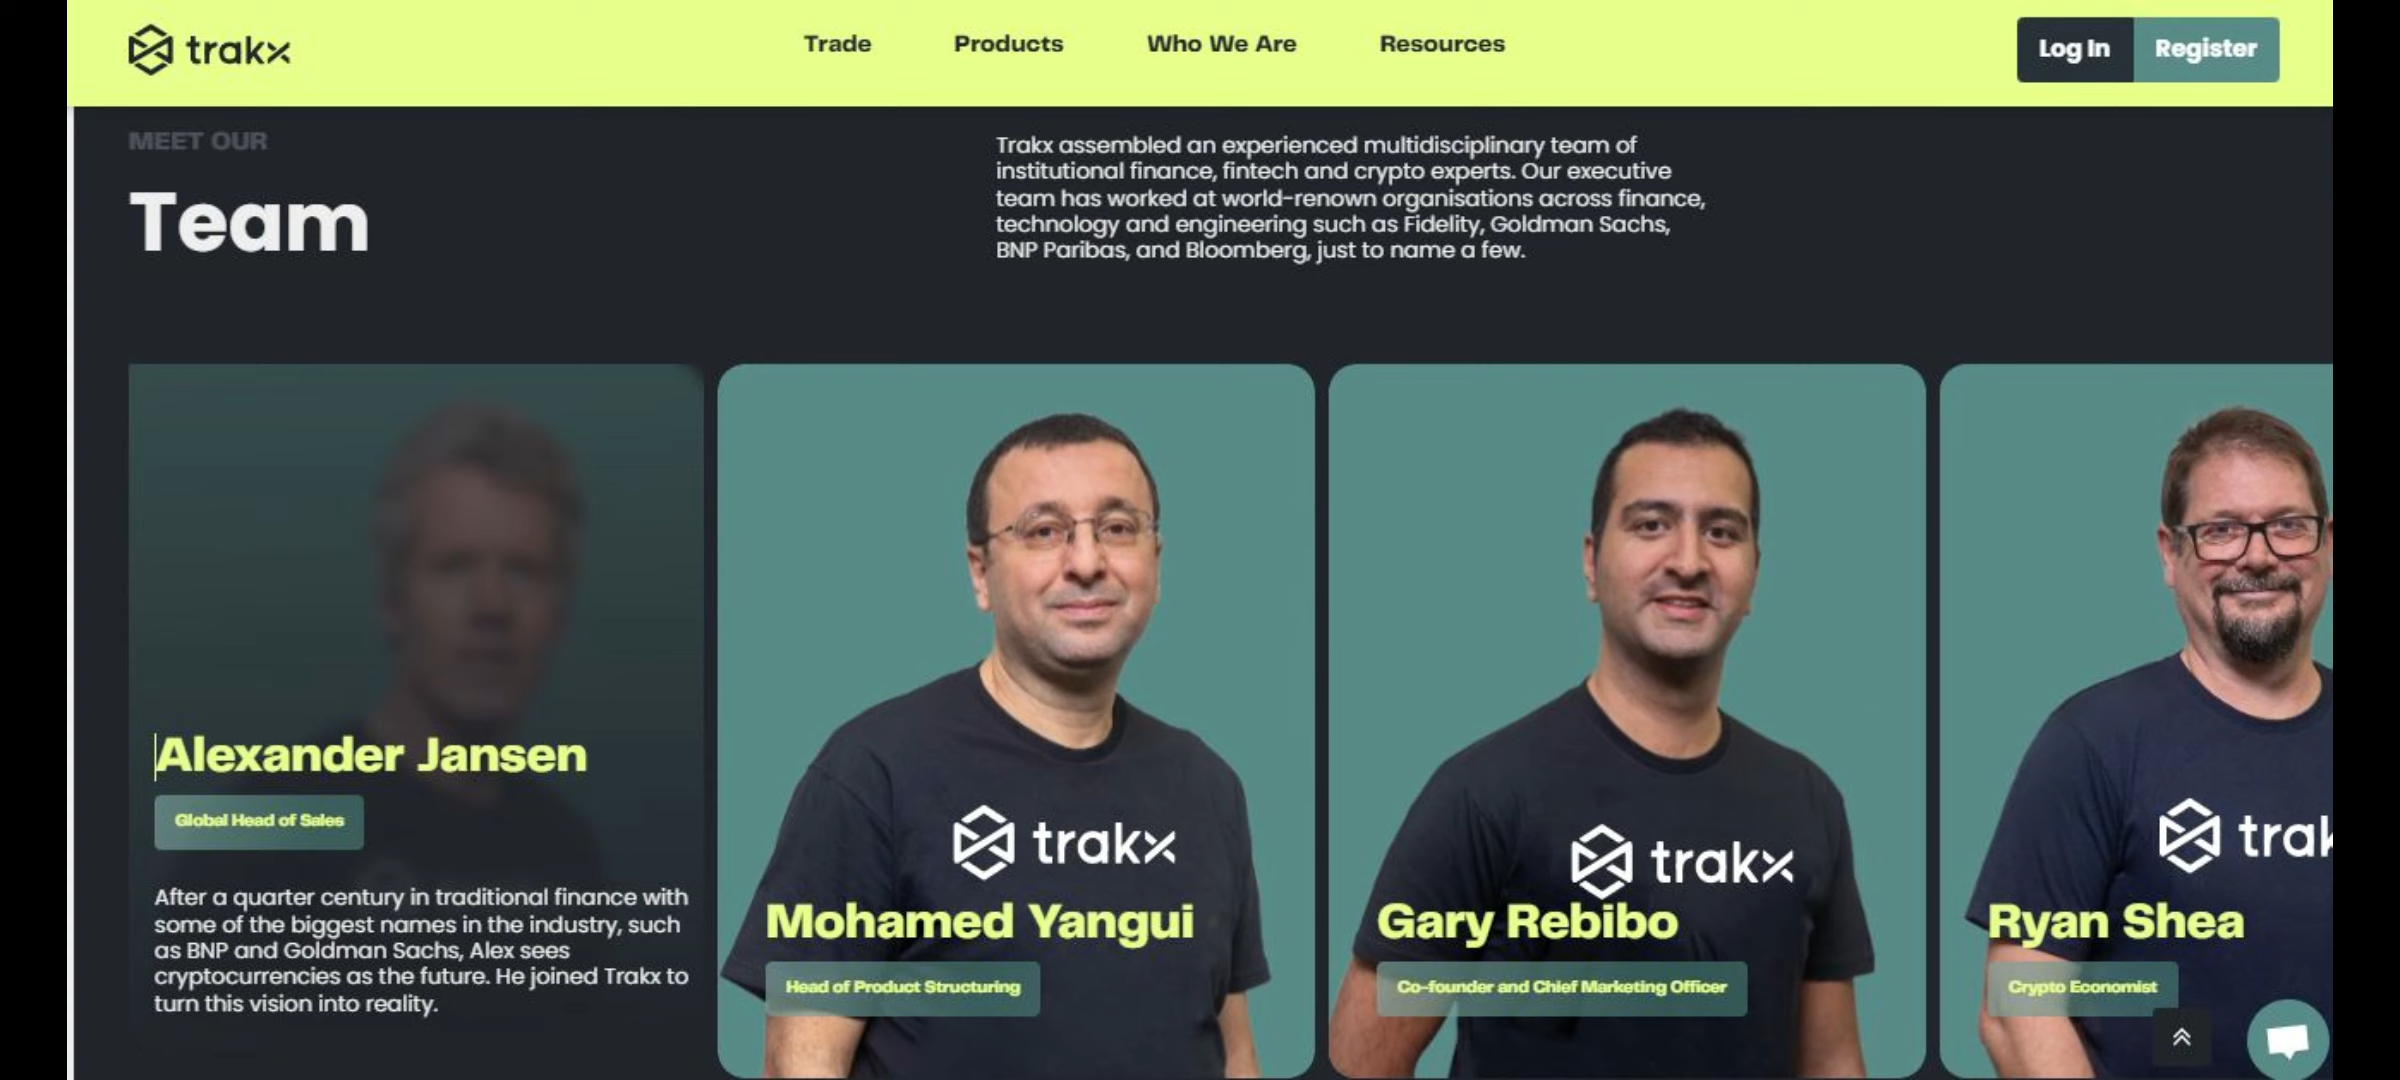 trakx
Trade
Products
Who We Are
Resources
Log In
Register
MEET OUR
Team
Trakx assembled an experienced multidisciplinary team of
institutional finance, fintech and crypto experts. Our executive
team has worked at world-renown organisations across finance,
technology and engineering such as Fidelity, Goldman Sachs,
BNP Paribas, and Bloomberg, just to name a few.
Alexander Jansen
Global Head of Sales
After a quarter century in traditional finance with
some of the biggest names in the industry, such
as BNP and Goldman Sachs, Alex sees
cryptocurrencies as the future. He joined Trakx to
turn this vision into reality.
trakx
Mohamed Yangui
Head of Product Structuring
trakx
Gary Rebibo
Co-founder and Chief Marketing Officer
trak
Ryan Shea
Crypto Economist